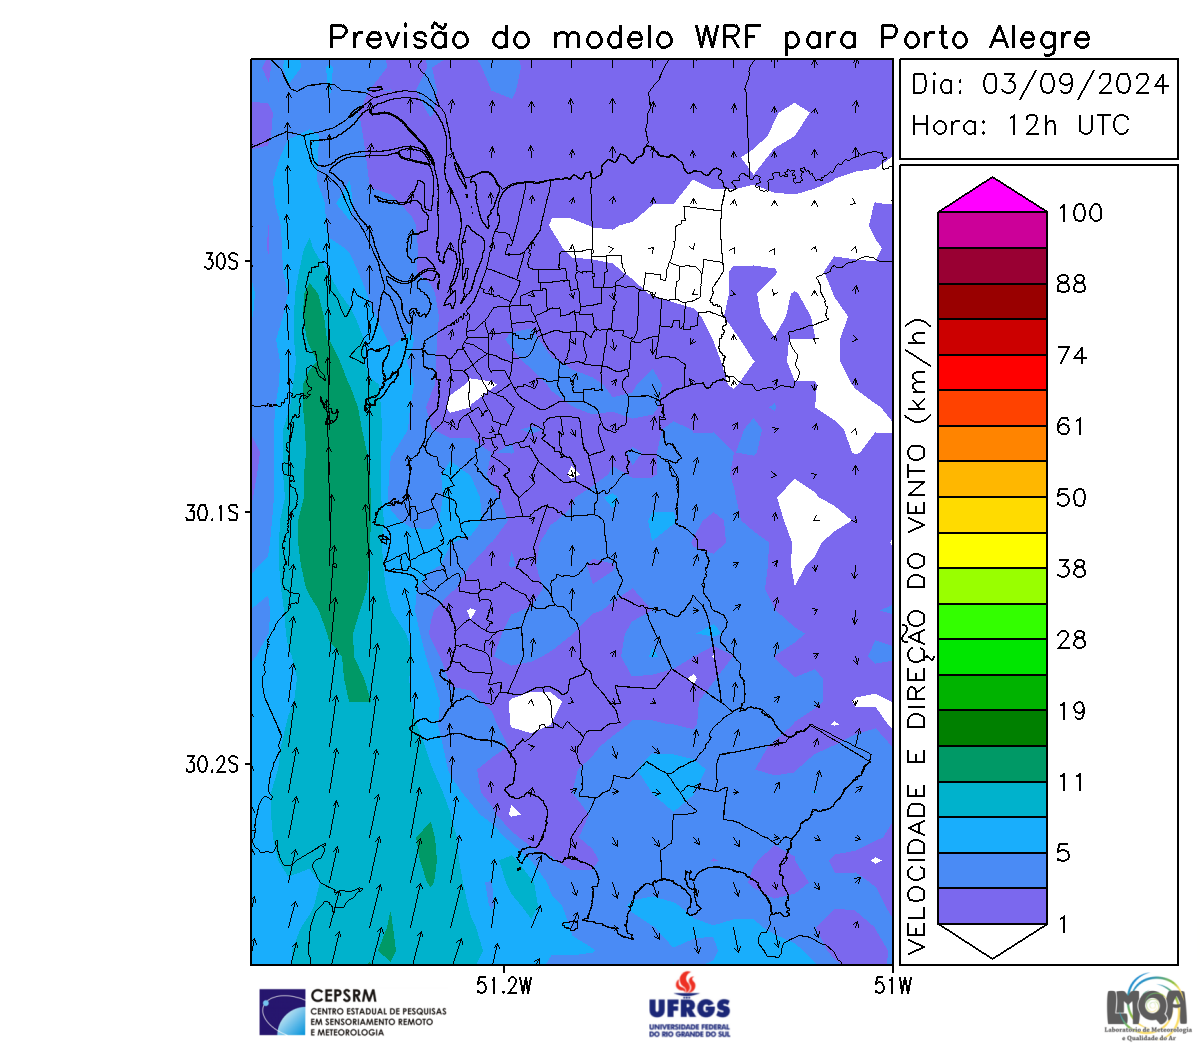 Previsão do modelo WRF para Porto Alegre
Dia: 03/09/2024
Hora: 12h UTC
30S
30.1S
30.2S
51.2W
51W
VELOCIDADE E DIREÇÃO DO VENTO (km/h)
100
88
74
61
50
38
28
19
11
5
1
CEPSRM
CENTRO ESTADUAL DE PESQUISAS
EM SENSORIAMENTO REMOTO
E METEOROLOGIA
UFRGS
UNIVERSIDADE FEDERAL
DO RIO GRANDE DO SUL
LMQA
Laboratório de Meteorologia
e Qualidade do Ar